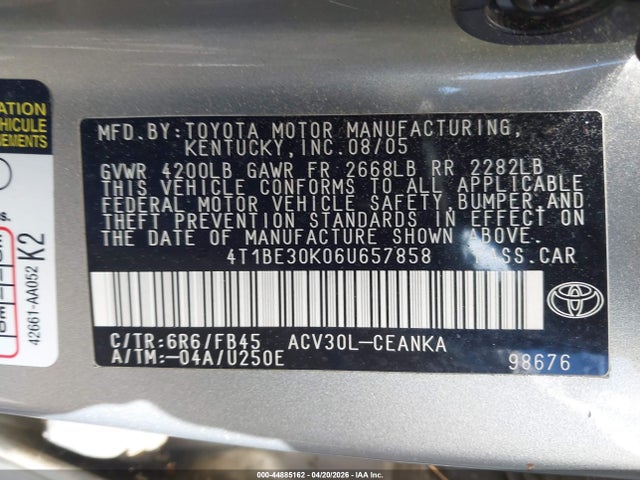 ATION
VEHICULE
EMENTS
s.
42661-AA052
K2
MFD.BY:TOYOTA MOTOR MANUFACTURING,
KENTUCKY,INC.08/05
GVWR 4200LB GAWR FR 2668LB RR 2282LB
THIS VEHICLE CONFORMS TO ALL APPLICABLE
FEDERAL MOTOR VEHICLE SAFETY,BUMPER,AND
THEFT PREVENTION STANDARDS IN EFFECT ON
THE DATE OF MANUFACTURE SHOWN ABOVE.
4T1BE30K06U657858
ASS.CAR
TOYOTA
C/TR:6R6/FB45 ACV30L-CEANKA
A/TM:-04A/U250E
98676
000-44885162 - 04/20/2026 - IAA Inc.